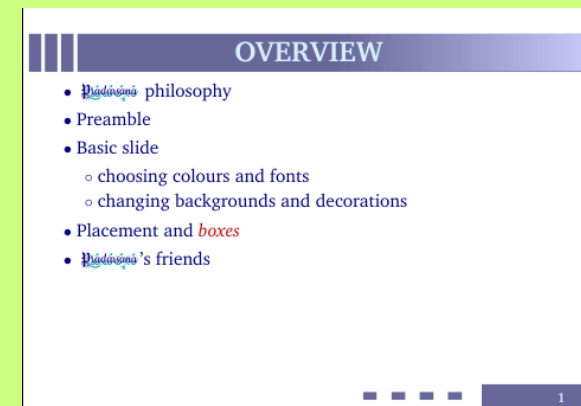 OVERVIEW
• philosophy
• Preamble
• Basic slide
◦ choosing colours and fonts
◦ changing backgrounds and decorations
• Placement and boxes
• 's friends
1